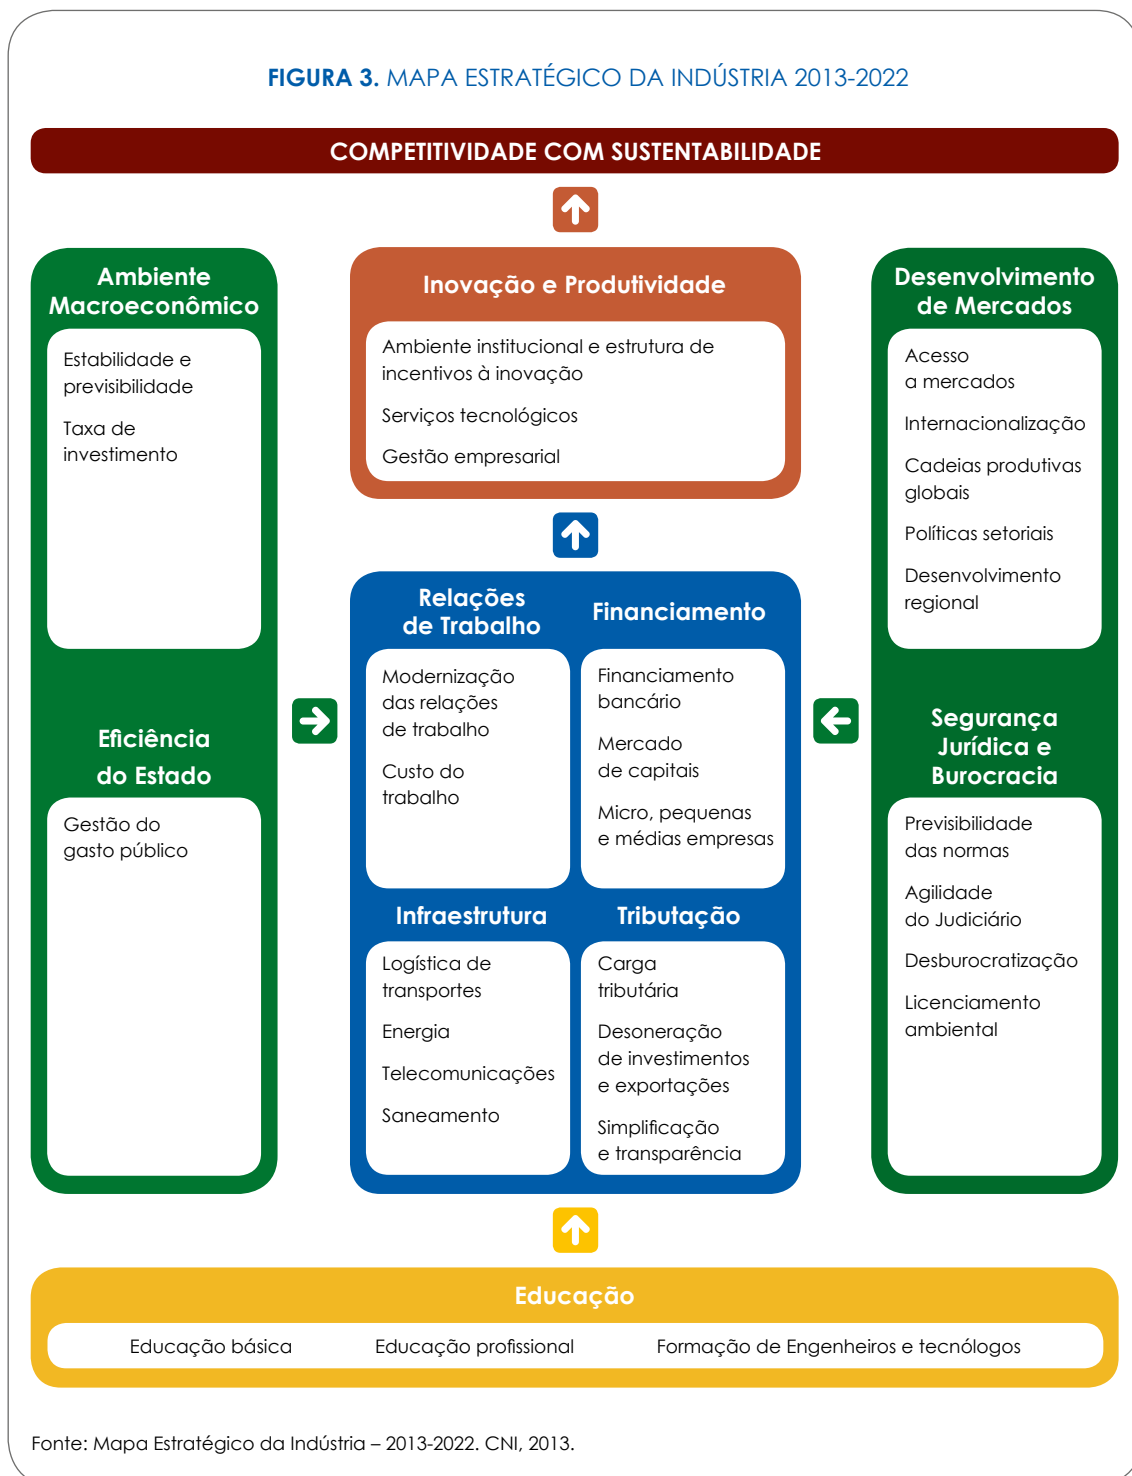 FIGURA 3. MAPA ESTRATÉGICO DA INDÚSTRIA 2013-2022
COMPETITIVIDADE COM SUSTENTABILIDADE
Ambiente
Macroeconômico
Estabilidade e
previsibilidade
Taxa de
investimento
Eficiência
do Estado
Gestão do
gasto público
Inovação e Produtividade
Ambiente institucional e estrutura de
incentivos à inovação
Serviços tecnológicos
Gestão empresarial
Relações
de Trabalho
Modernização
das relações
de trabalho
Custo do
trabalho
Financiamento
Financiamento
bancário
Mercado
de capitais
Micro, pequenas
e médias empresas
Infraestrutura
Logística de
transportes
Energia
Telecomunicações
Saneamento
Tributação
Carga
tributária
Desoneração
de investimentos
e exportações
Simplificação
e transparência
Desenvolvimento
de Mercados
Acesso
a mercados
Internacionalização
Cadeias produtivas
globais
Políticas setoriais
Desenvolvimento
regional
Segurança
Jurídica e
Burocracia
Previsibilidade
das normas
Agilidade
do Judiciário
Desburocratização
Licenciamento
ambiental
Educação
Educação básica Educação profissional Formação de Engenheiros e tecnólogos
Fonte: Mapa Estratégico da Indústria – 2013-2022. CNI, 2013.